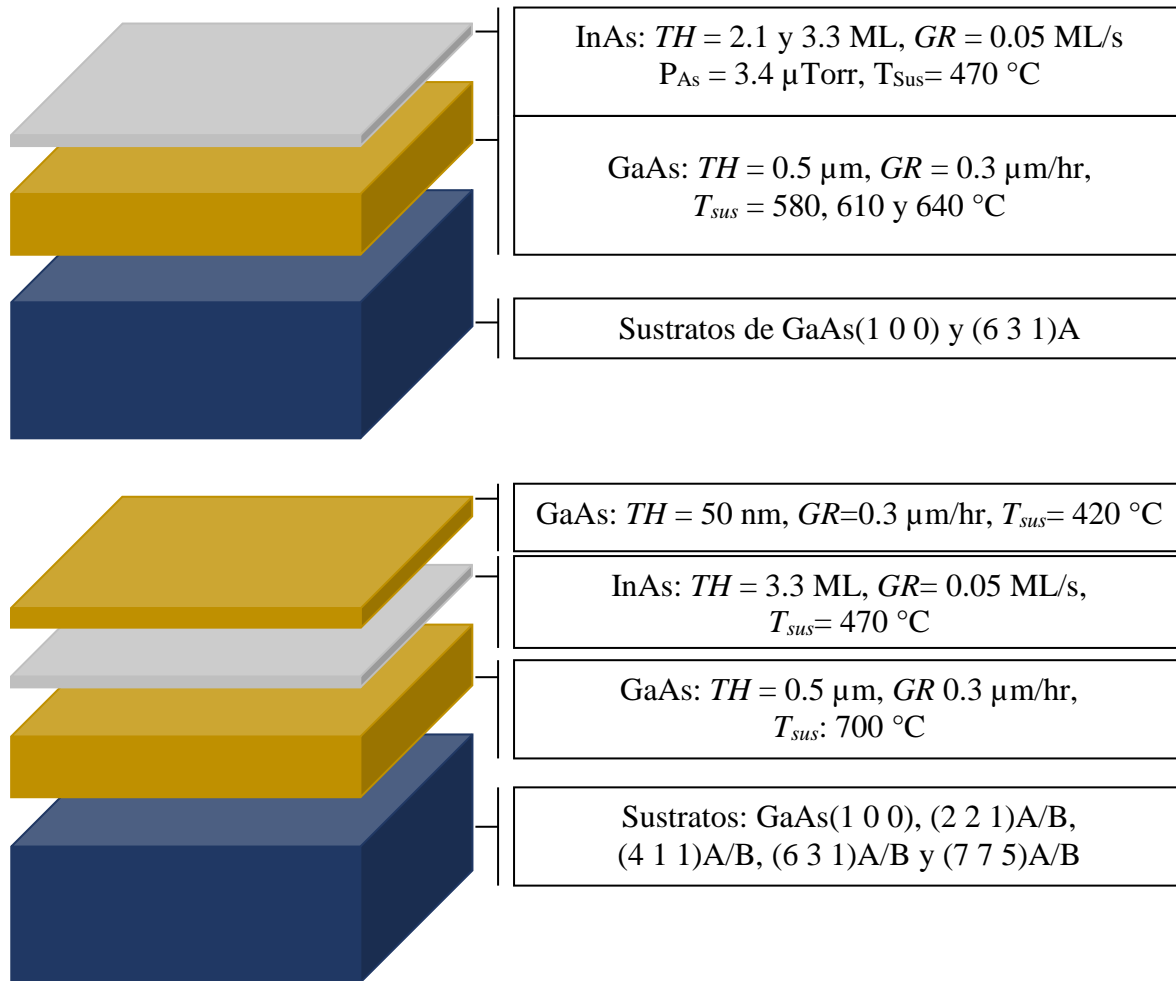 InAs: TH = 2.1 y 3.3 ML, GR = 0.05 ML/s
PAs = 3.4 µTorr, TSus= 470 °C
GaAs: TH = 0.5 µm, GR = 0.3 µm/hr,
Tsus = 580, 610 y 640 °C
Sustratos de GaAs(1 0 0) y (6 3 1)A
GaAs: TH = 50 nm, GR=0.3 µm/hr, Tsus= 420 °C
InAs: TH = 3.3 ML, GR= 0.05 ML/s,
Tsus= 470 °C
GaAs: TH = 0.5 µm, GR 0.3 µm/hr,
Tsus: 700 °C
Sustratos: GaAs(1 0 0), (2 2 1)A/B,
(4 1 1)A/B, (6 3 1)A/B y (7 7 5)A/B